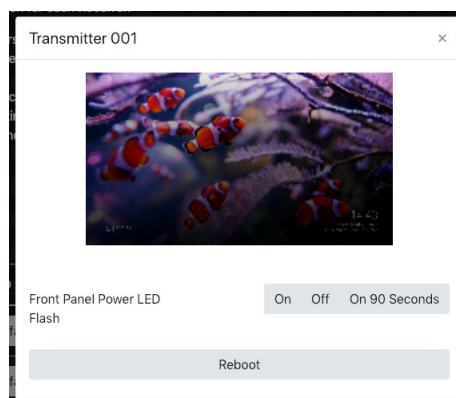 Transmitter 001
×
Front Panel Power LED
Flash
On Off On 90 Seconds
Reboot